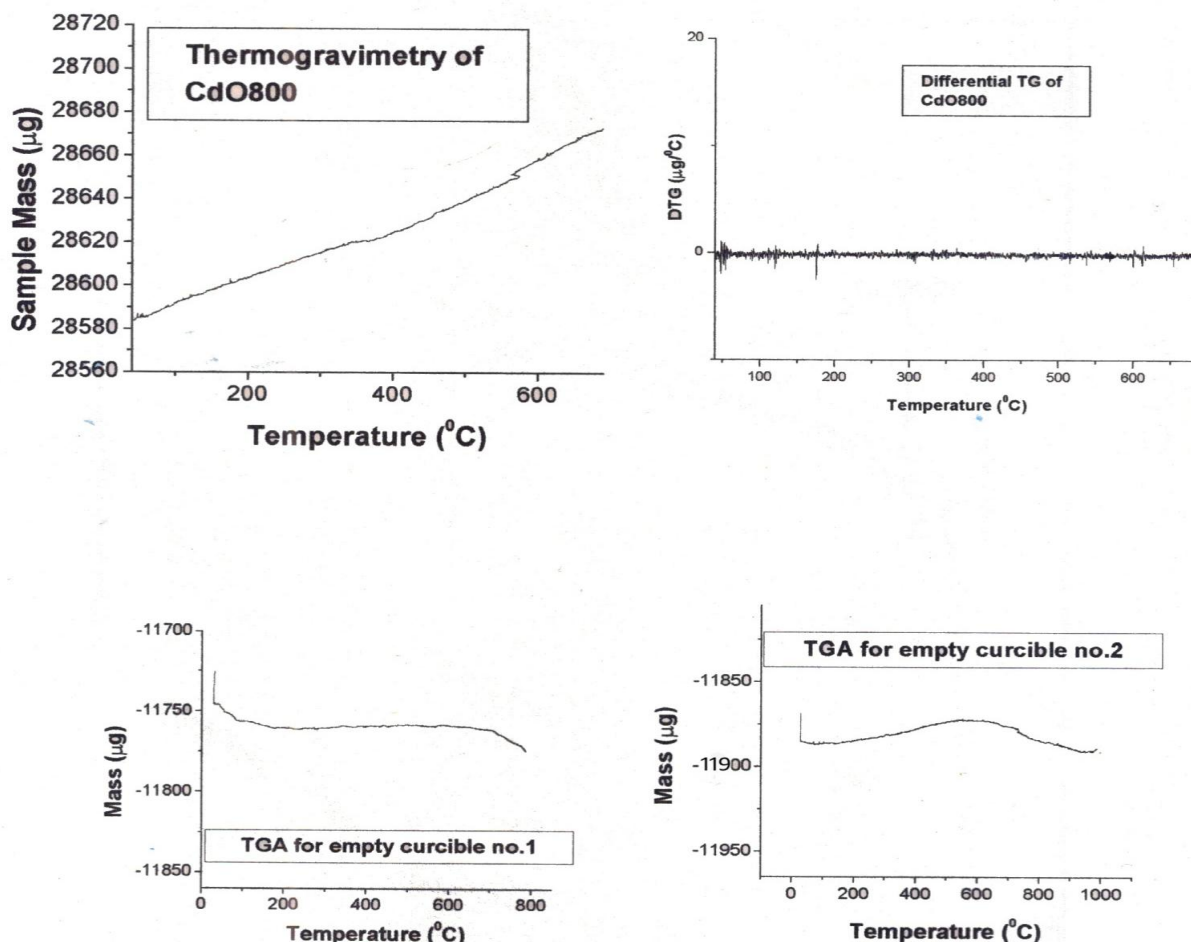 28720
28700
28680
28660
28640
28620
28600
28580
28560
Sample Mass (µg)
Thermogravimetry of
CdO800
200
400
600
Temperature (⁰C)
20
0
DTG (µg/⁰C)
Differential TG of
CdO800
100
200
300
400
500
600
Temperature (⁰C)
-11700
-11750
-11800
-11850
Mass (µg)
TGA for empty curcible no.1
0
200
400
600
800
Temperature (⁰C)
TGA for empty curcible no.2
-11850
-11900
-11950
Mass (µg)
0
200
400
600
800
1000
Temperature (⁰C)